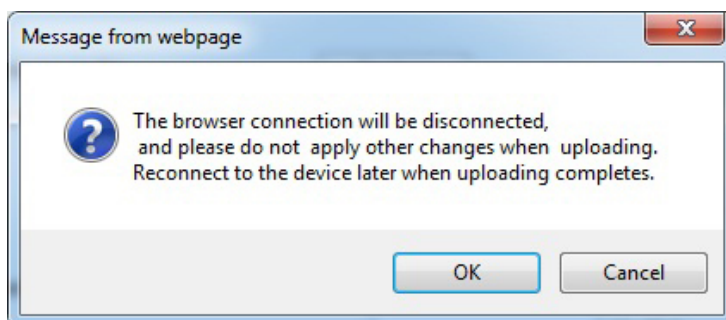 Message from webpage
The browser connection will be disconnected,
and please do not  apply other changes when  uploading.
Reconnect to the device later when uploading completes.
OK
Cancel